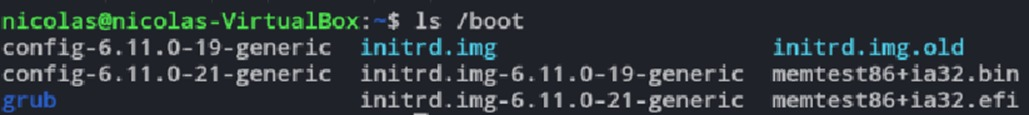 nicolas@nicolas-VirtualBox:~$ ls /boot
config-6.11.0-19-generic  initrd.img                   initrd.img.old
config-6.11.0-21-generic  initrd.img-6.11.0-19-generic  memtest86+ia32.bin
grub                      initrd.img-6.11.0-21-generic  memtest86+ia32.efi